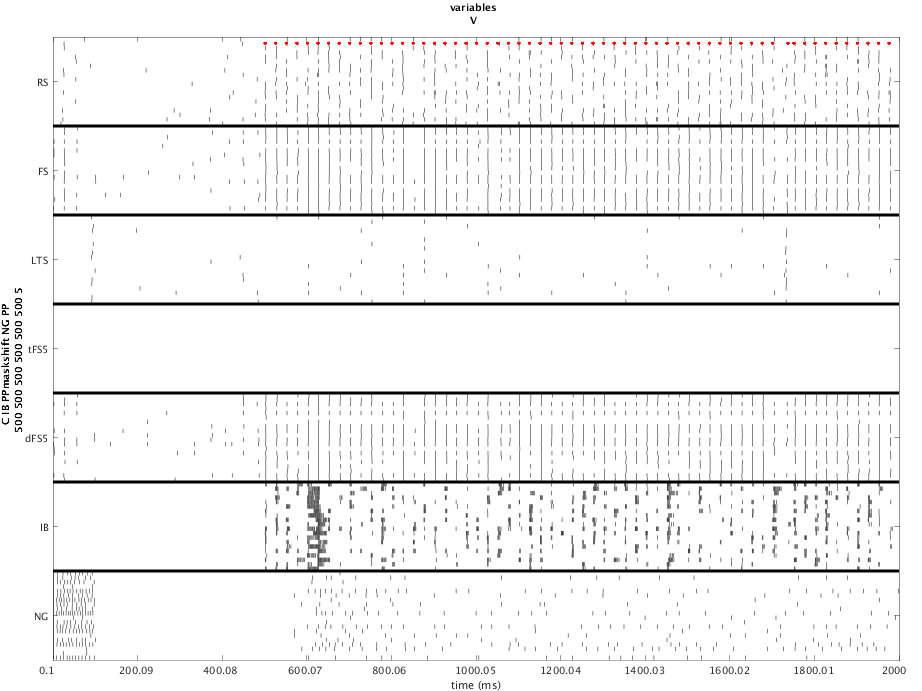 variables
V
RS
FS
LTS
tFS5
dFS5
IB
NG
C IB PPmaskshift NG PP
500 500 500 500 500 500 5
0.1 200.09 400.08 600.07 800.06 1000.05 1200.04 1400.03 1600.02 1800.01 2000
time (ms)